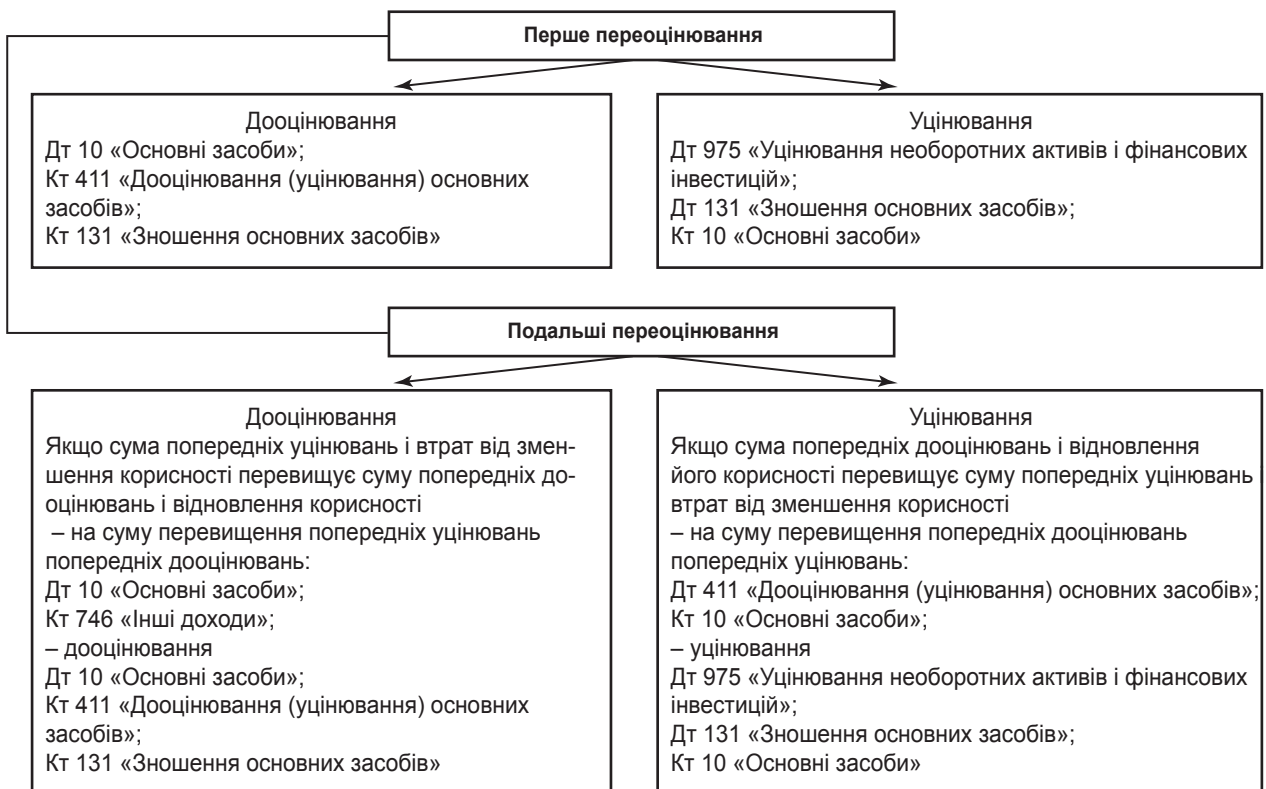 Перше переоцінювання
Дооцінювання
Дт 10 «Основні засоби»;
Кт 411 «Дооцінювання (уцінювання) основних
засобів»;
Кт 131 «Зношення основних засобів»
Уцінювання
Дт 975 «Уцінювання необоротних активів і фінансових
інвестицій»;
Дт 131 «Зношення основних засобів»;
Кт 10 «Основні засоби»
Подальші переоцінювання
Дооцінювання
Якщо сума попередніх уцінювань і втрат від змен-
шення корисності перевищує суму попередніх до-
оцінювань і відновлення корисності
– на суму перевищення попередніх уцінювань
попередніх дооцінювань:
Дт 10 «Основні засоби»;
Кт 746 «Інші доходи»;
– дооцінювання
Дт 10 «Основні засоби»;
Кт 411 «Дооцінювання (уцінювання) основних
засобів»;
Кт 131 «Зношення основних засобів»
Уцінювання
Якщо сума попередніх дооцінювань і відновлення
його корисності перевищує суму попередніх уцінювань
втрат від зменшення корисності
– на суму перевищення попередніх дооцінювань
попередніх уцінювань:
Дт 411 «Дооцінювання (уцінювання) основних засобів»;
Кт 10 «Основні засоби»;
– уцінювання
Дт 975 «Уцінювання необоротних активів і фінансових
інвестицій»;
Дт 131 «Зношення основних засобів»;
Кт 10 «Основні засоби»